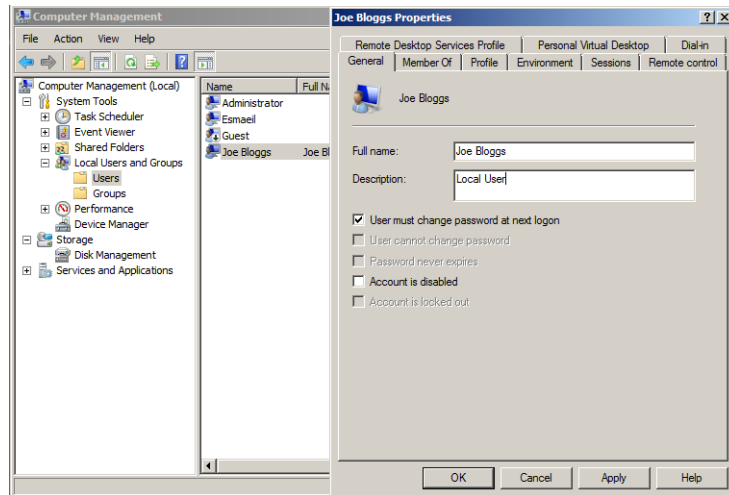 Computer Management
File Action View Help
Computer Management (Local)
System Tools
Task Scheduler
Event Viewer
Shared Folders
Local Users and Groups
Users
Groups
Performance
Device Manager
Storage
Disk Management
Services and Applications
Name Full N
Administrator
Esmaeil
Guest
Joe Bloggs Joe Bl
Joe Bloggs Properties
Remote Desktop Services Profile Personal Virtual Desktop Dial-in
General Member Of Profile Environment Sessions Remote control
Joe Bloggs
Full name: Joe Bloggs
Description: Local User
User must change password at next logon
User cannot change password
Password never expires
Account is disabled
Account is locked out
OK Cancel Apply Help